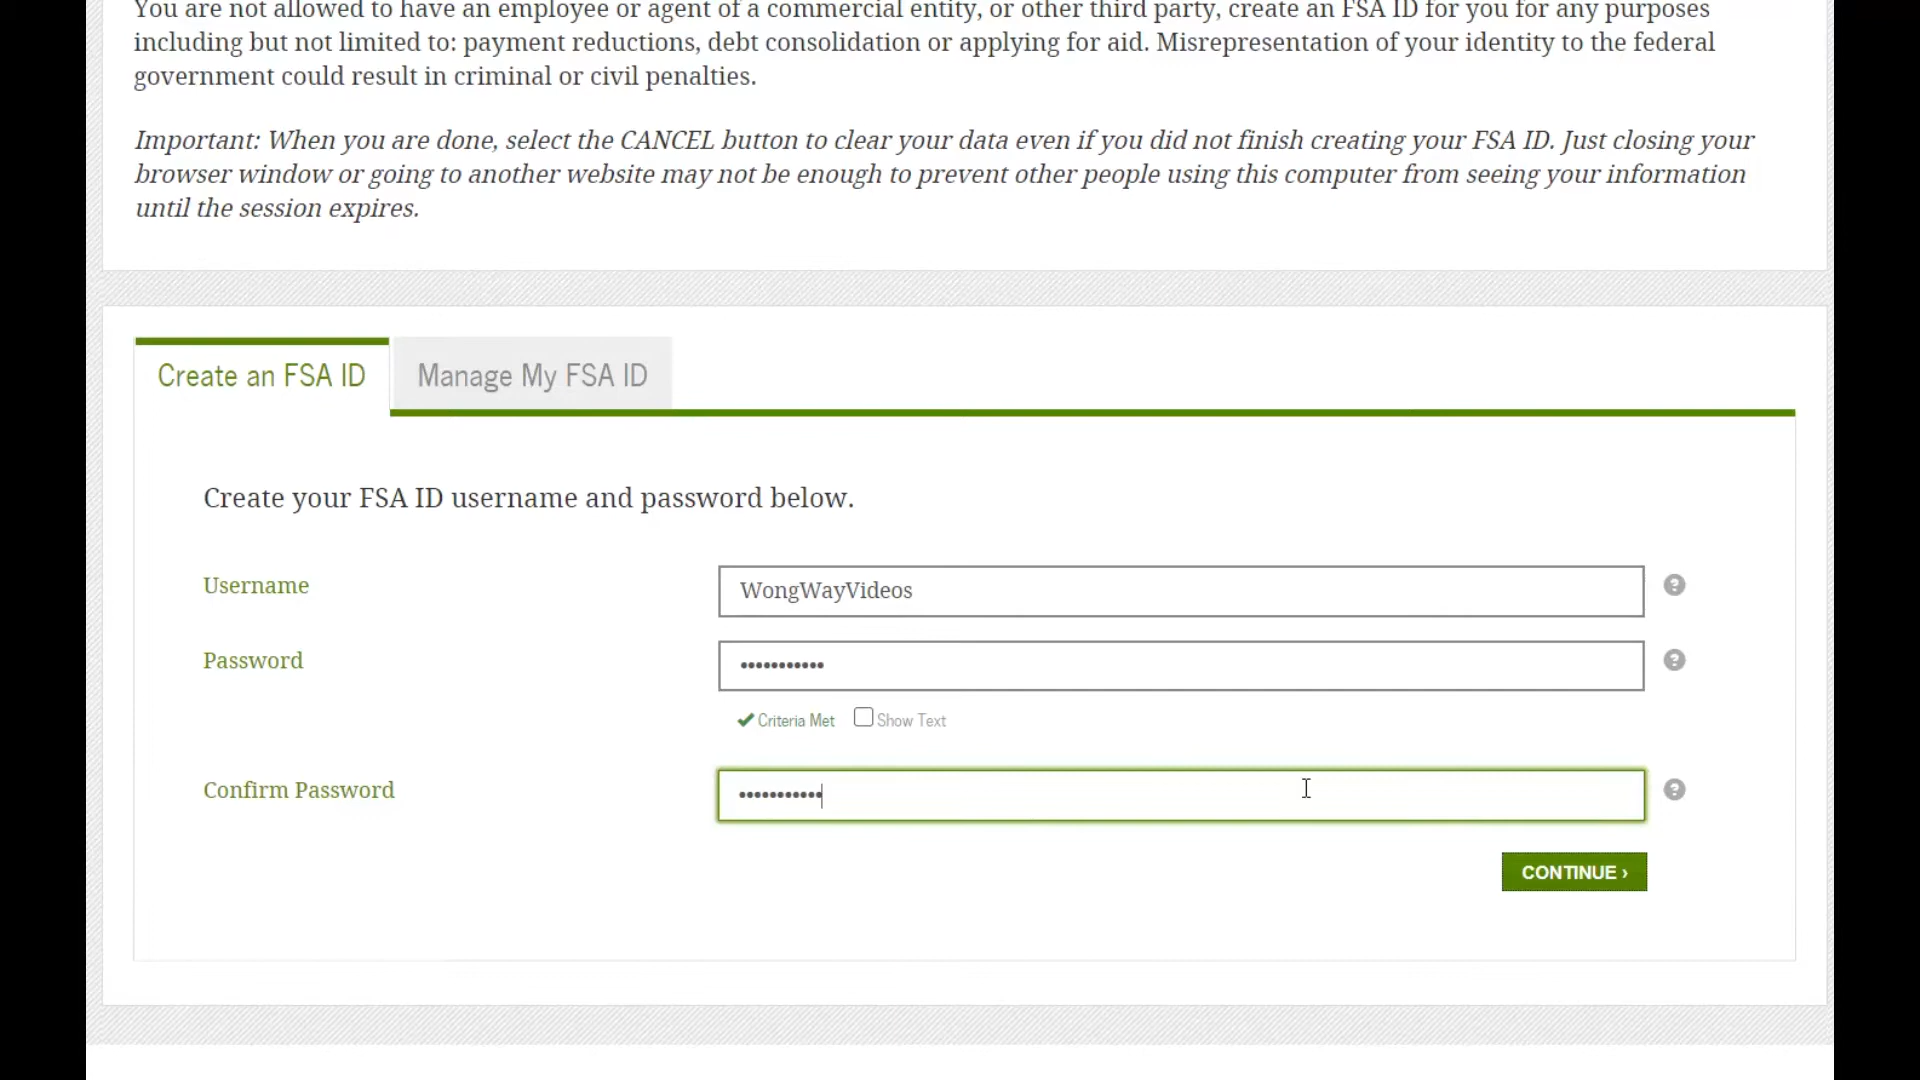 You are not allowed to have an employee or agent of a commercial entity, or other third party, create an FSA ID for you for any purposes
including but not limited to: payment reductions, debt consolidation or applying for aid. Misrepresentation of your identity to the federal
government could result in criminal or civil penalties.
Important: When you are done, select the CANCEL button to clear your data even if you did not finish creating your FSA ID. Just closing your
browser window or going to another website may not be enough to prevent other people using this computer from seeing your information
until the session expires.
Create an FSA ID
Manage My FSA ID
Create your FSA ID username and password below.
Username
WongWayVideos
?
Password
•••••••••••
?
Criteria Met
Show Text
Confirm Password
•••••••••••
?
CONTINUE ›